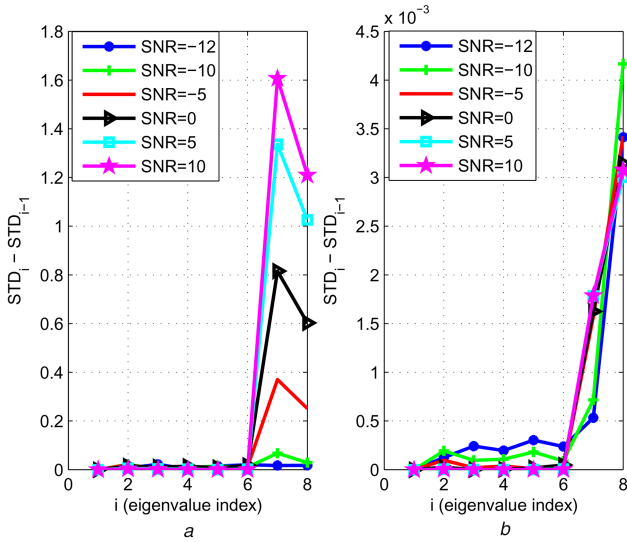 1.8
1.6
1.4
1.2
1
0.8
0.6
0.4
0.2
0
0 2 4 6 8
STD_i − STD_{i−1}
i (eigenvalue index)
SNR=−12
SNR=−10
SNR=−5
SNR=0
SNR=5
SNR=10
a
× 10^{−3}
4.5
4
3.5
3
2.5
2
1.5
1
0.5
0
0 2 4 6 8
STD_i − STD_{i−1}
i (eigenvalue index)
SNR=−12
SNR=−10
SNR=−5
SNR=0
SNR=5
SNR=10
b